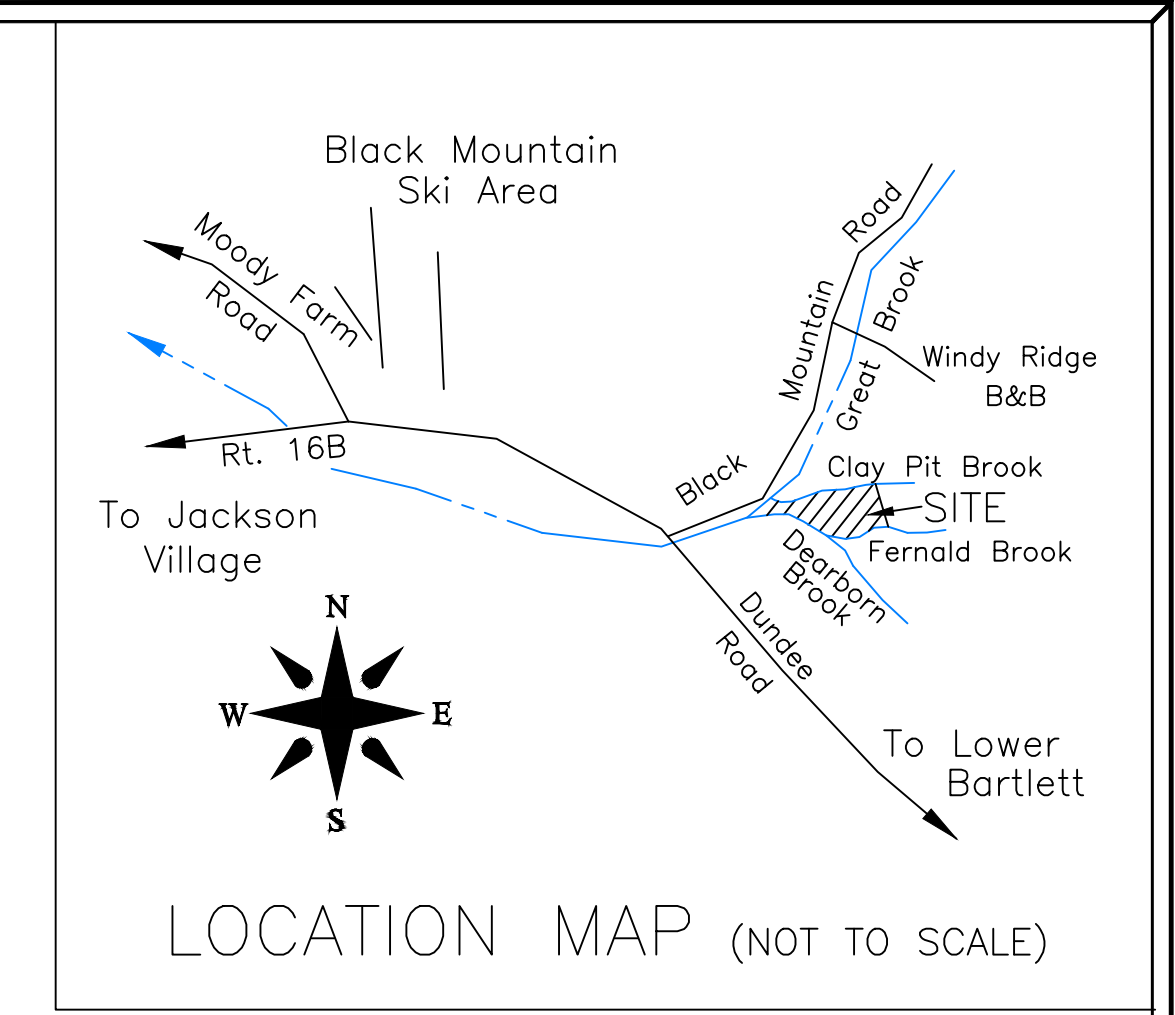 Black Mountain
Ski Area
Moody Farm
Road
Rt. 16B
To Jackson
Village
Black Mountain Road
Great Brook
Windy Ridge
B&B
Clay Pit Brook
SITE
Fernald Brook
Dearborn
Brook
Dundee
Road
To Lower
Bartlett
N
W
E
S
LOCATION MAP (NOT TO SCALE)